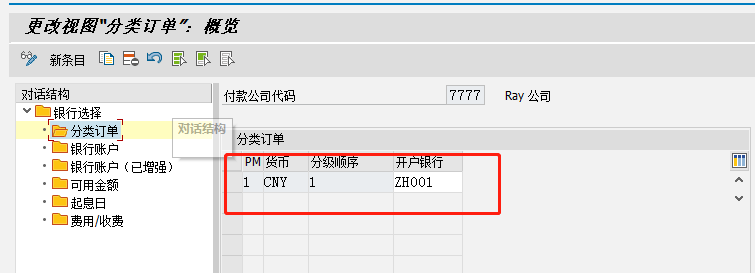 更改视图"分类订单": 概览
新条目
对话结构
银行选择
分类订单
银行账户
银行账户（已增强）
可用金额
起息日
费用/收费
对话结构
付款公司代码 7777 Ray 公司
分类订单
PM 货币 分级顺序 开户银行
1 CNY 1 ZH001